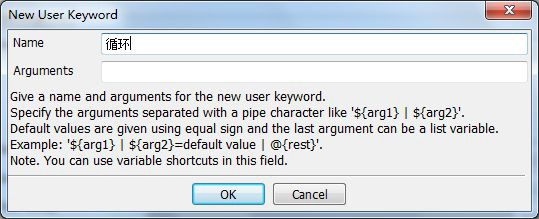 New User Keyword
Name 循环
Arguments
Give a name and arguments for the new user keyword.
Specify the arguments separated with a pipe character like '${arg1} | ${arg2}'.
Default values are given using equal sign and the last argument can be a list variable.
Example: '${arg1} | ${arg2}=default value | @{rest}'.
Note. You can use variable shortcuts in this field.
OK Cancel